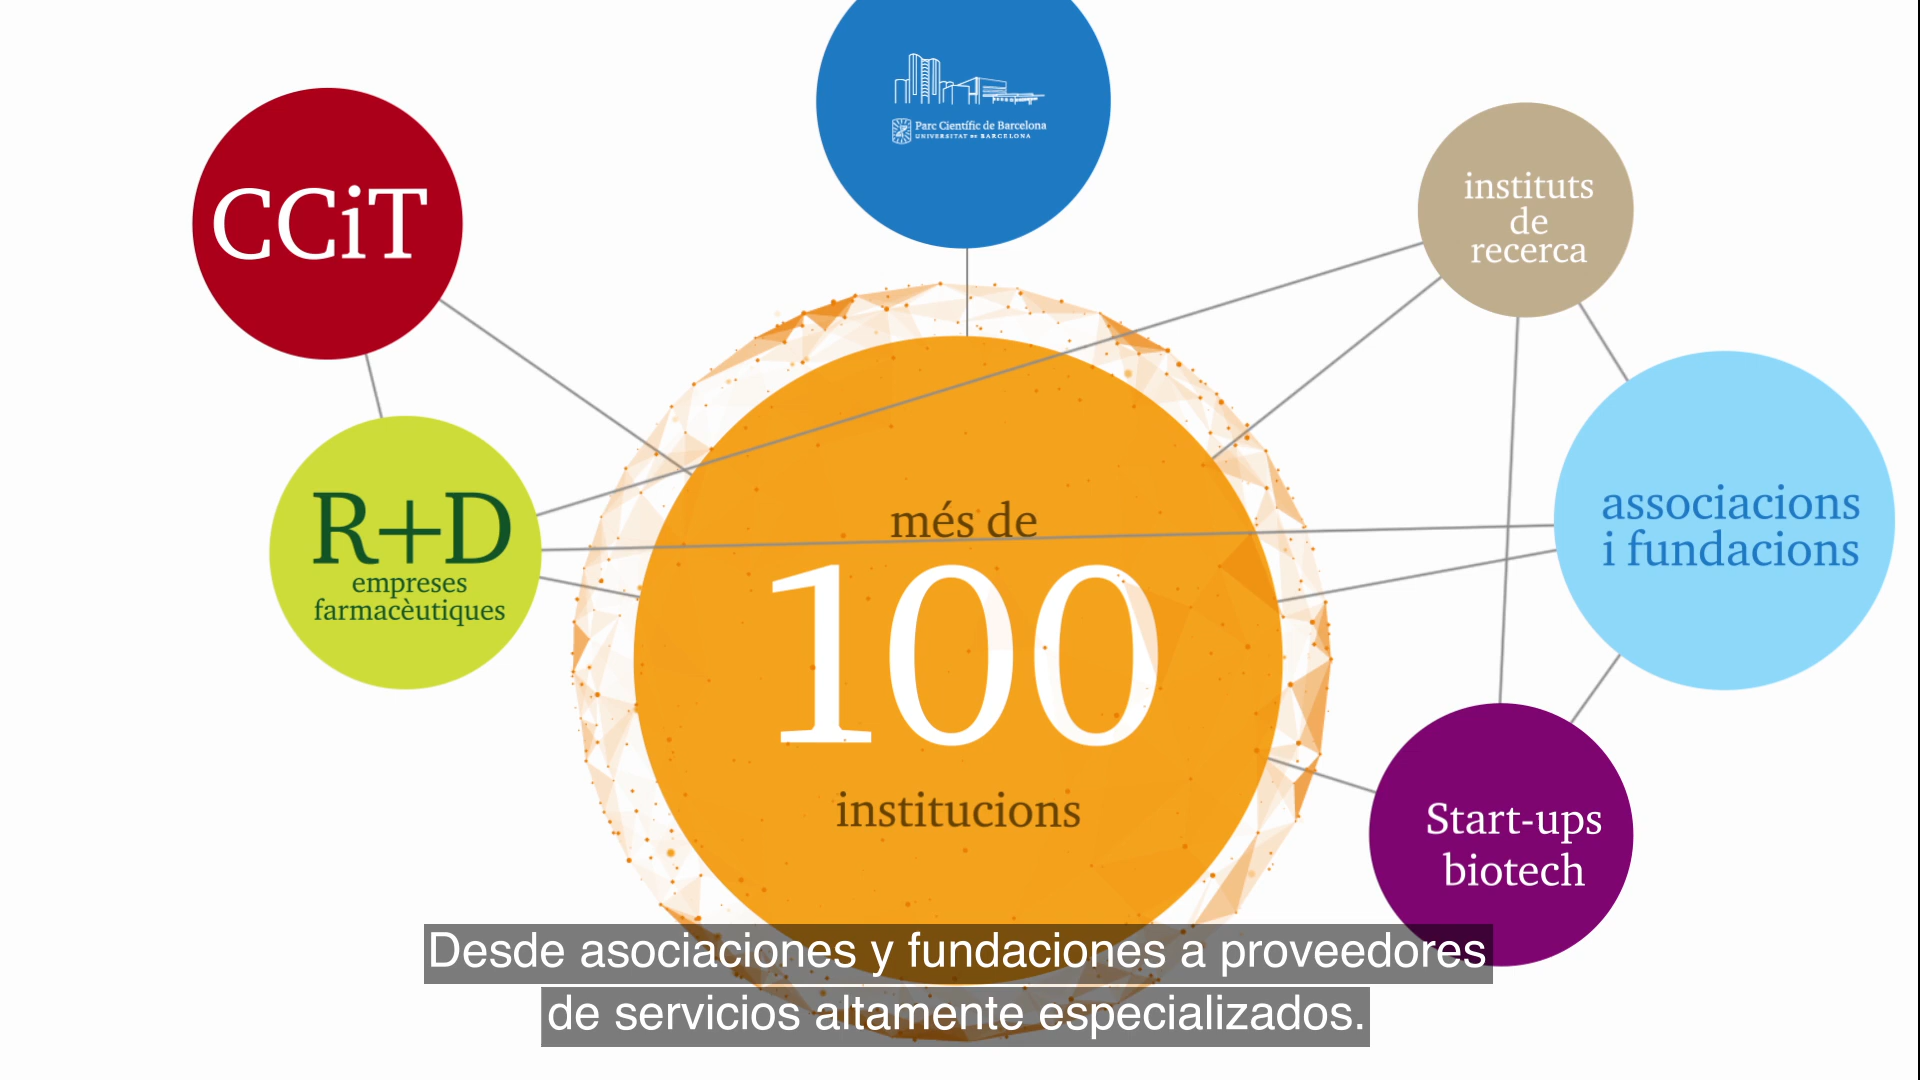 Parc Científic de Barcelona
UNIVERSITAT DE BARCELONA
CCiT
instituts
de
recerca
R+D
empreses
farmacèutiques
més de
100
institucions
associacions
i fundacions
Start-ups
biotech
Desde asociaciones y fundaciones a proveedores
de servicios altamente especializados.